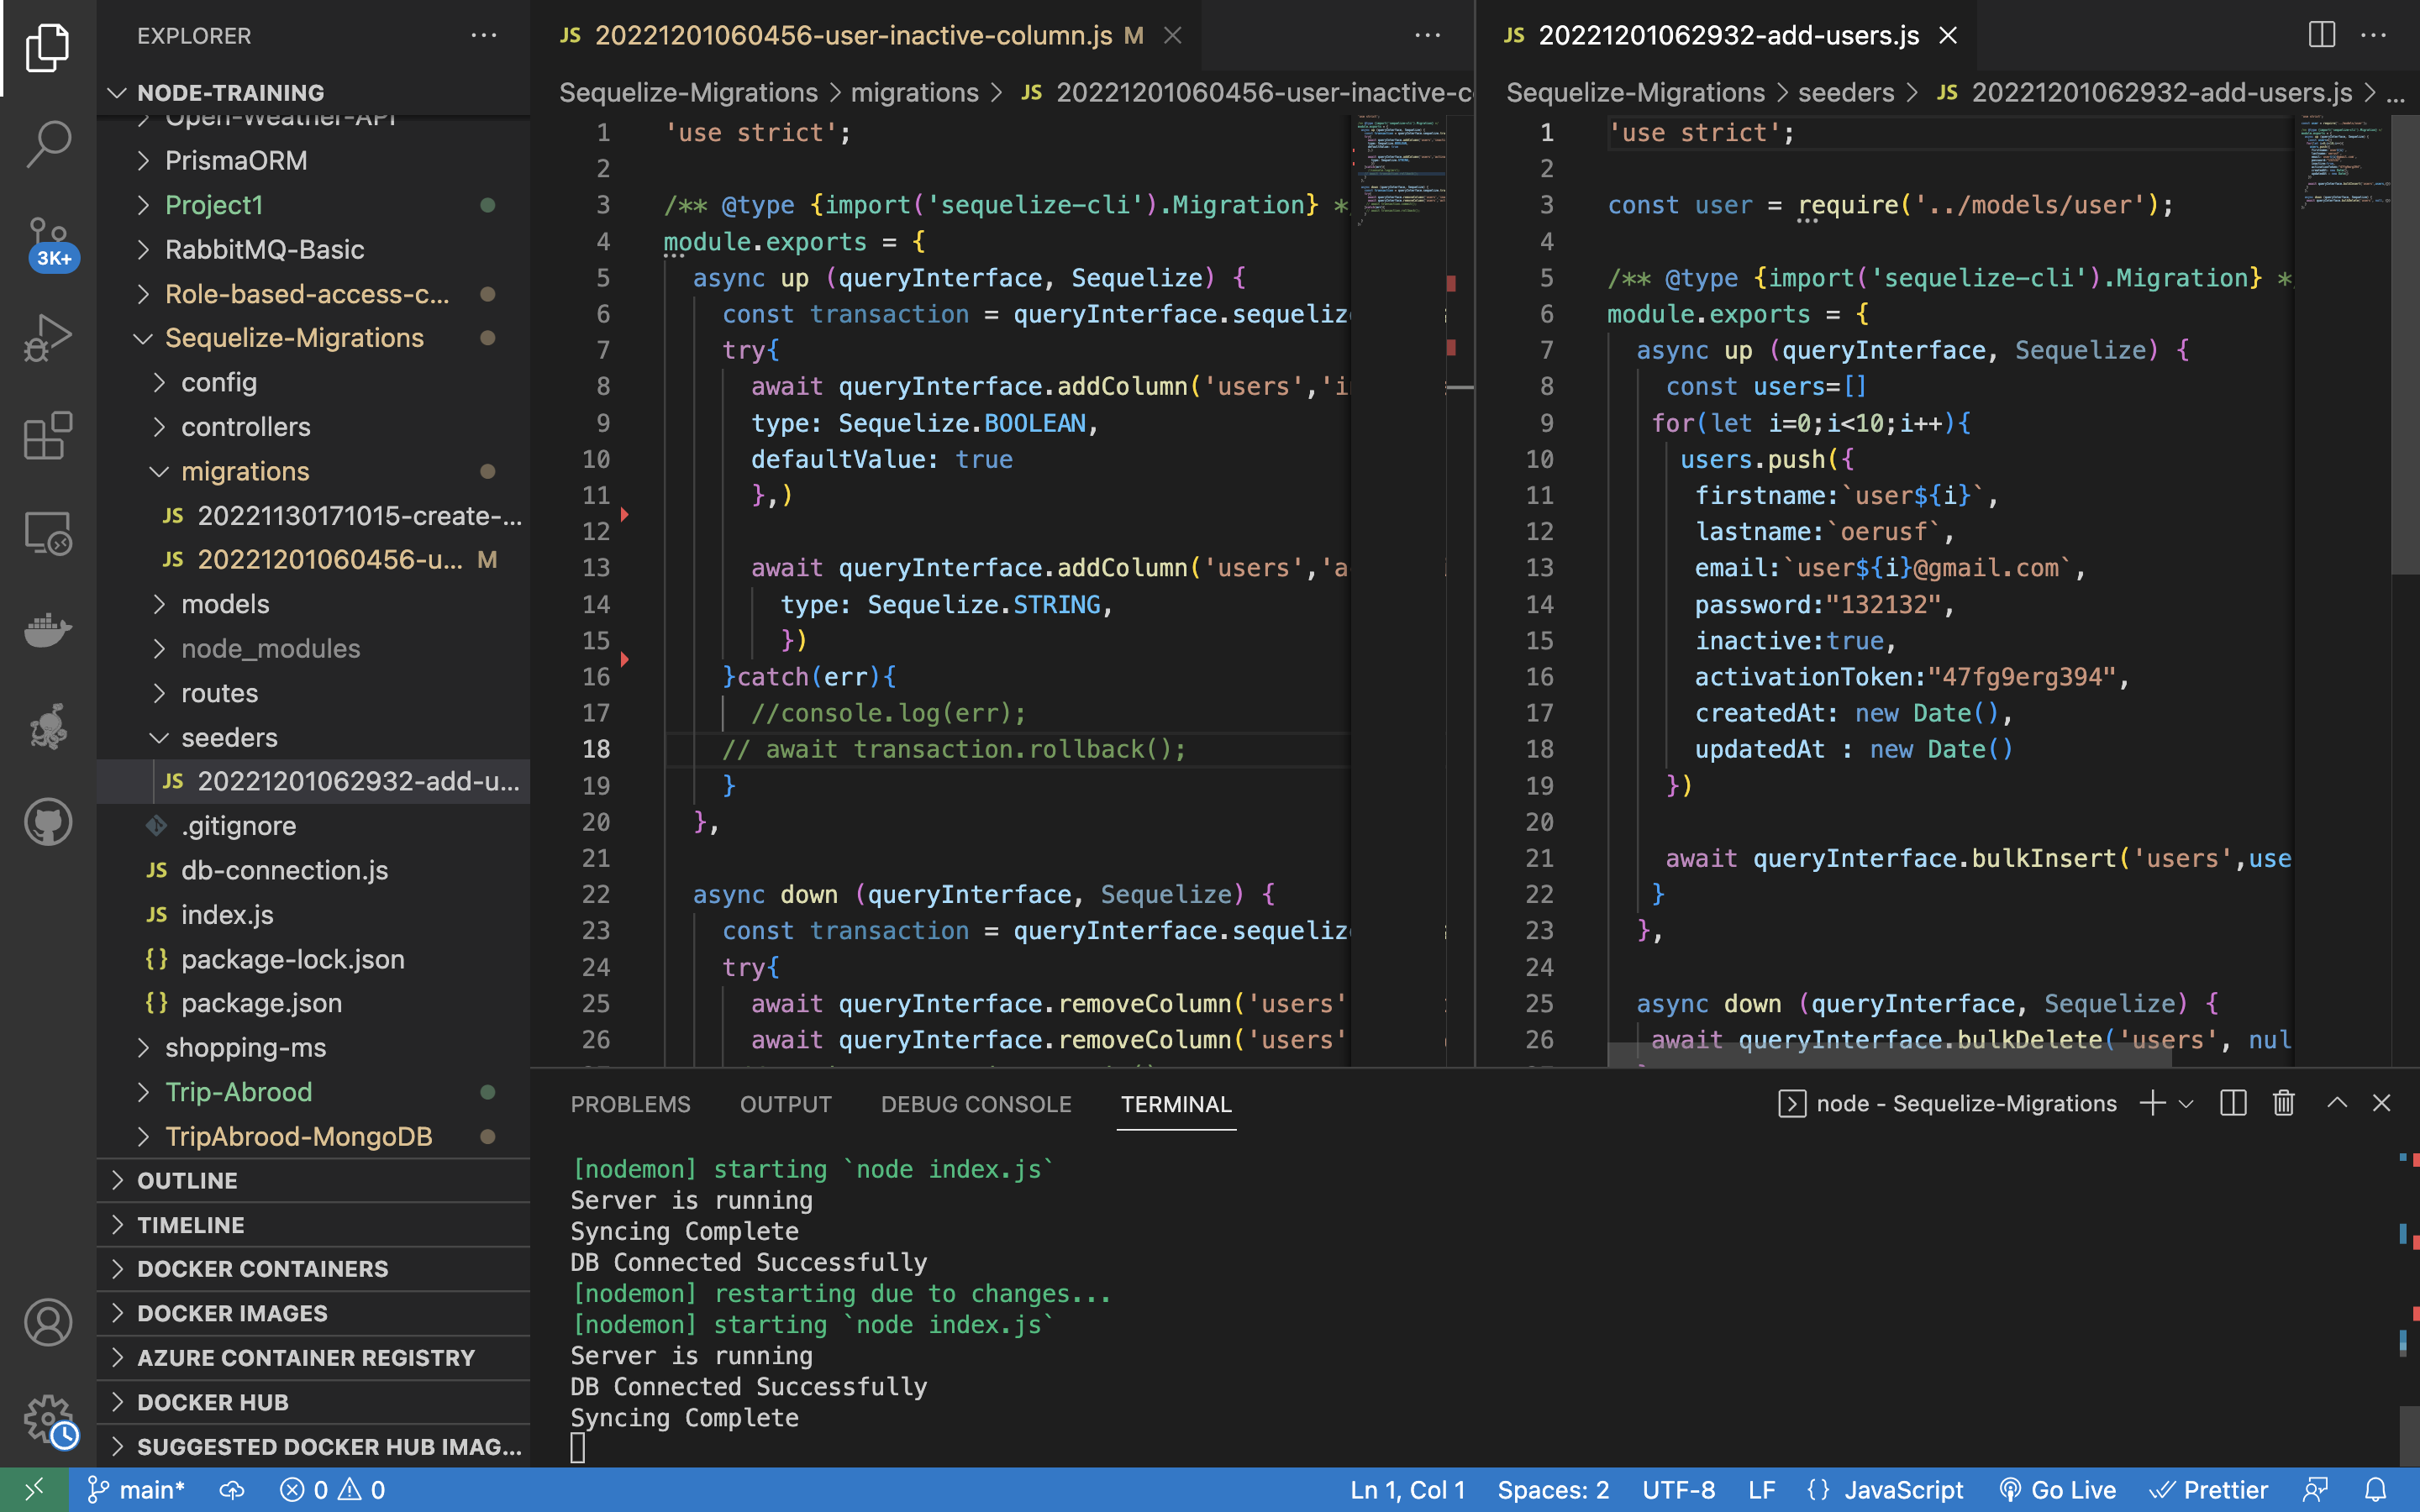 EXPLORER
NODE-TRAINING
Open-Weather-API
PrismaORM
Project1
RabbitMQ-Basic
3K+
Role-based-access-c...
Sequelize-Migrations
config
controllers
migrations
JS 20221130171015-create-...
JS 20221201060456-u... M
models
node_modules
routes
seeders
JS 20221201062932-add-u...
.gitignore
JS db-connection.js
JS index.js
{} package-lock.json
{} package.json
shopping-ms
Trip-Abrood
TripAbrood-MongoDB
OUTLINE
TIMELINE
DOCKER CONTAINERS
DOCKER IMAGES
AZURE CONTAINER REGISTRY
DOCKER HUB
SUGGESTED DOCKER HUB IMAG...
JS 20221201060456-user-inactive-column.js M
Sequelize-Migrations > migrations > JS 20221201060456-user-inactive-c
1 'use strict';
2
3 /** @type {import('sequelize-cli').Migration} *
4 module.exports = {
5 async up (queryInterface, Sequelize) {
6 const transaction = queryInterface.sequeliz
7 try{
8 await queryInterface.addColumn('users','i
9 type: Sequelize.BOOLEAN,
10 defaultValue: true
11 },)
12
13 await queryInterface.addColumn('users','a
14 type: Sequelize.STRING,
15 })
16 }catch(err){
17 //console.log(err);
18 // await transaction.rollback();
19 }
20 },
21
22 async down (queryInterface, Sequelize) {
23 const transaction = queryInterface.sequeliz
24 try{
25 await queryInterface.removeColumn('users'
26 await queryInterface.removeColumn('users'
JS 20221201062932-add-users.js
Sequelize-Migrations > seeders > JS 20221201062932-add-users.js > ...
1 'use strict';
2
3 const user = require('../models/user');
4
5 /** @type {import('sequelize-cli').Migration} *
6 module.exports = {
7 async up (queryInterface, Sequelize) {
8 const users=[]
9 for(let i=0;i<10;i++){
10 users.push({
11 firstname:`user${i}`,
12 lastname:`oerusf`,
13 email:`user${i}@gmail.com`,
14 password:"132132",
15 inactive:true,
16 activationToken:"47fg9erg394",
17 createdAt: new Date(),
18 updatedAt : new Date()
19 })
20
21 await queryInterface.bulkInsert('users',use
22 }
23 },
24
25 async down (queryInterface, Sequelize) {
26 await queryInterface.bulkDelete('users', nul
PROBLEMS OUTPUT DEBUG CONSOLE TERMINAL
node - Sequelize-Migrations
[nodemon] starting `node index.js`
Server is running
Syncing Complete
DB Connected Successfully
[nodemon] restarting due to changes...
[nodemon] starting `node index.js`
Server is running
DB Connected Successfully
Syncing Complete
main* 0 0
Ln 1, Col 1 Spaces: 2 UTF-8 LF {} JavaScript Go Live Prettier